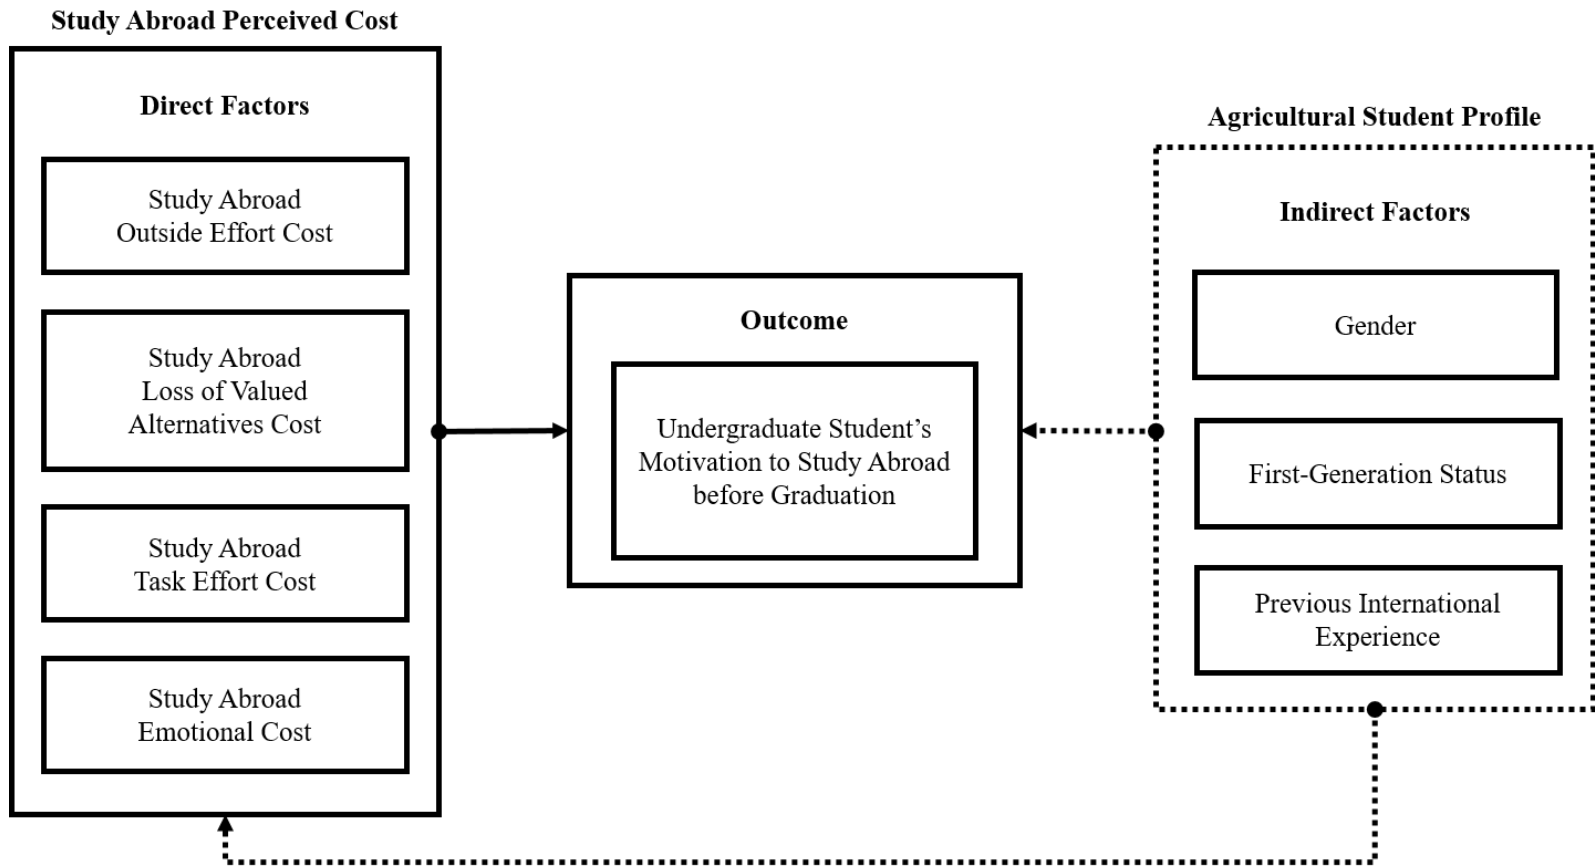 Study Abroad Perceived Cost
Direct Factors
Study Abroad
Outside Effort Cost
Study Abroad
Loss of Valued
Alternatives Cost
Study Abroad
Task Effort Cost
Study Abroad
Emotional Cost
Outcome
Undergraduate Student’s
Motivation to Study Abroad
before Graduation
Agricultural Student Profile
Indirect Factors
Gender
First-Generation Status
Previous International
Experience